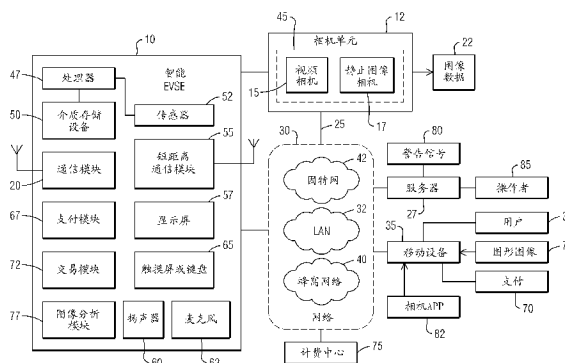 10
智能
EVSE
47
处理器
50
介质存储
设备
52
传感器
55
短距离
通信模块
20
通信模块
57
显示屏
67
支付模块
65
触摸屏或键盘
72
交易模块
77
图像分析
模块
扬声器
60
麦克风
62
45
12
相机单元
15
视频
相机
静止图像
相机
17
22
图像
数据
25
30
42
因特网
32
LAN
40
蜂窝网络
网络
75
计费中心
80
警告信号
服务器
27
85
操作者
35
移动设备
用户
图形图像
支付
70
相机APP
82